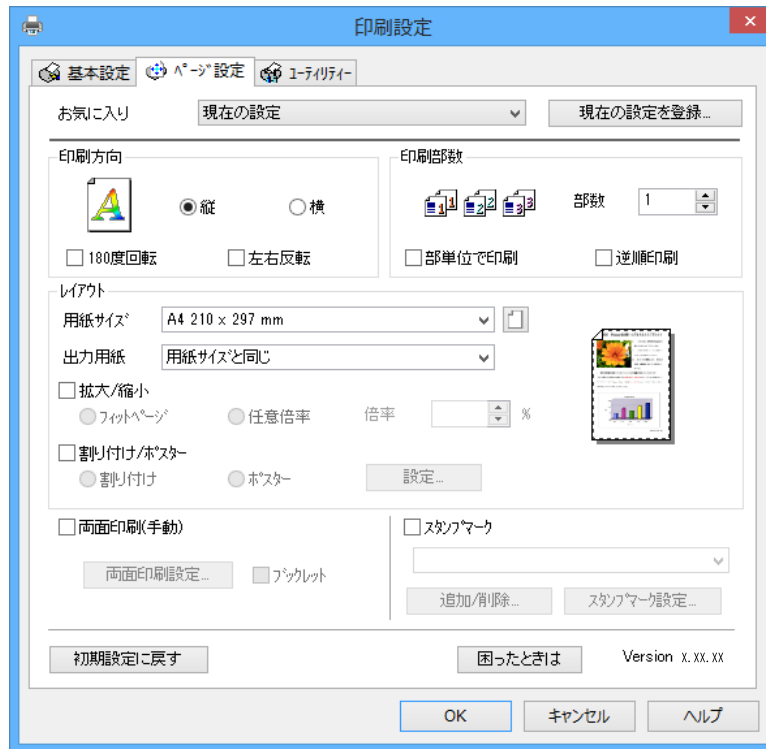 印刷設定
基本設定 ﾍﾟｰｼﾞ設定 ﾕｰﾃｨﾘﾃｨｰ
お気に入り 現在の設定 現在の設定を登録...
印刷方向
縦 横
180度回転 左右反転
印刷部数
1 1 2 2 3 3 部数 1
部単位で印刷 逆順印刷
ﾚｲｱｳﾄ
用紙ｻｲｽﾞ A4 210 x 297 mm
出力用紙 用紙ｻｲｽﾞと同じ
拡大/縮小
ﾌｨｯﾄﾍﾟｰｼﾞ 任意倍率 倍率 %
割り付け/ﾎﾟｽﾀｰ
割り付け ﾎﾟｽﾀｰ 設定...
両面印刷(手動)
両面印刷設定... ﾌﾞｯｸﾚｯﾄ
ｽﾀﾝﾌﾟﾏｰｸ
追加/削除... ｽﾀﾝﾌﾟﾏｰｸ設定...
初期設定に戻す 困ったときは Version x.xx.xx
OK ｷｬﾝｾﾙ ﾍﾙﾌﾟ